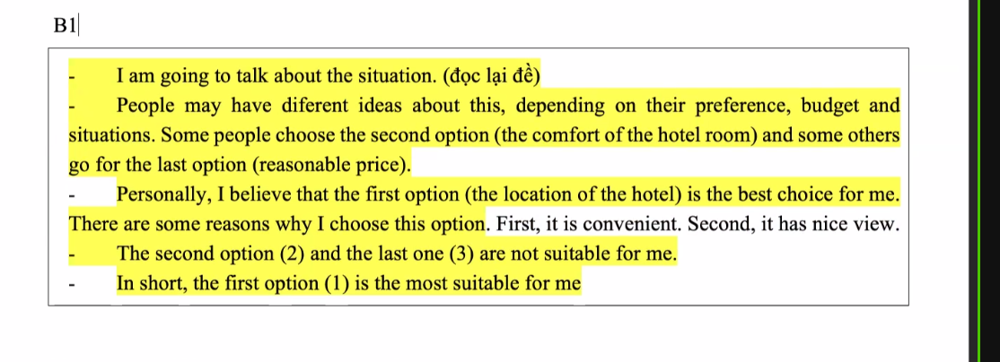 B1
- I am going to talk about the situation. (đọc lại đề)
- People may have diferent ideas about this, depending on their preference, budget and
situations. Some people choose the second option (the comfort of the hotel room) and some others
go for the last option (reasonable price).
- Personally, I believe that the first option (the location of the hotel) is the best choice for me.
There are some reasons why I choose this option. First, it is convenient. Second, it has nice view.
- The second option (2) and the last one (3) are not suitable for me.
- In short, the first option (1) is the most suitable for me